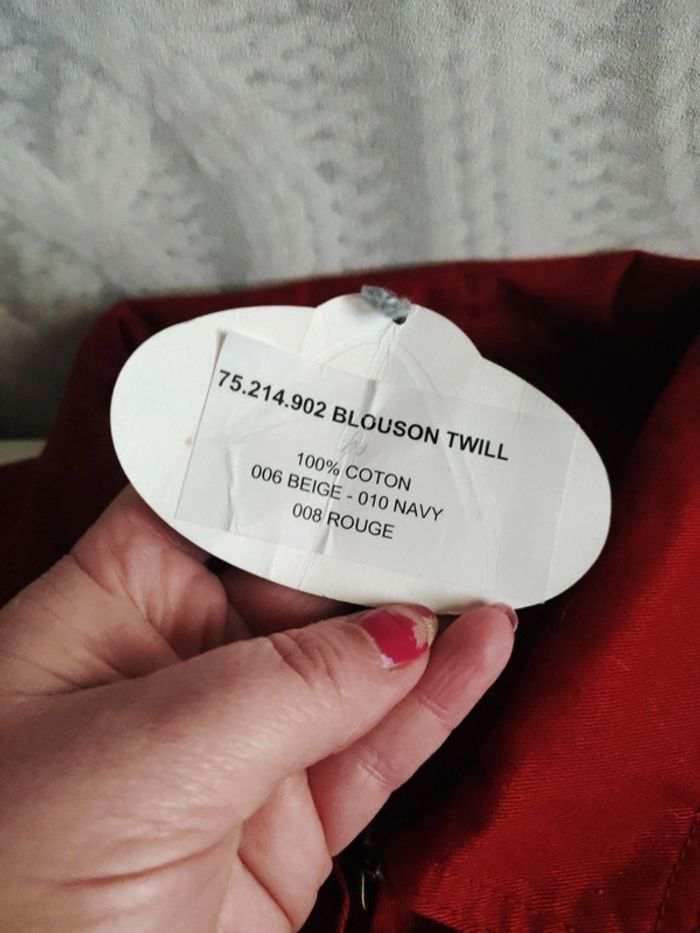 75.214.902 BLOUSON TWILL
100% COTON
006 BEIGE - 010 NAVY
008 ROUGE